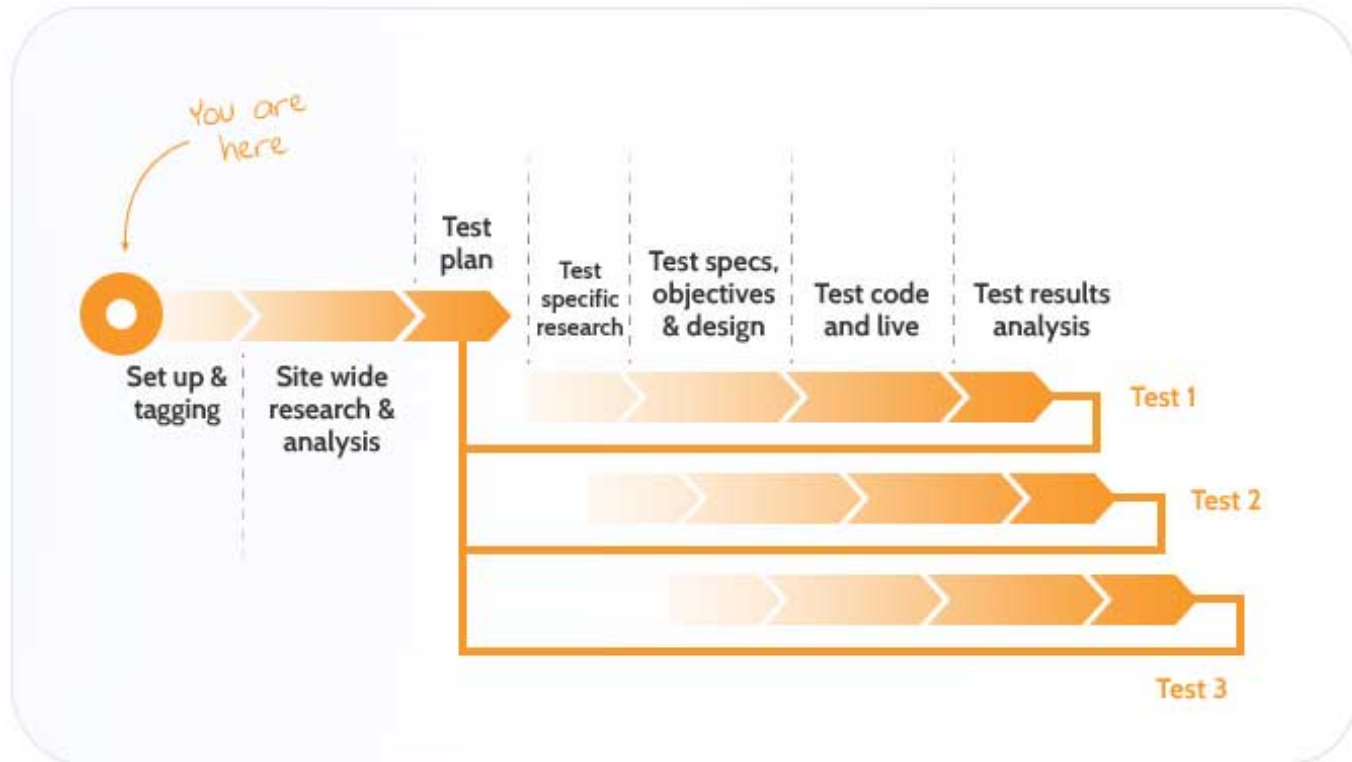 You are
here
Test
plan
Test
specific
research
Test specs,
objectives
& design
Test code
and live
Test results
analysis
Set up &
tagging
Site wide
research &
analysis
Test 1
Test 2
Test 3